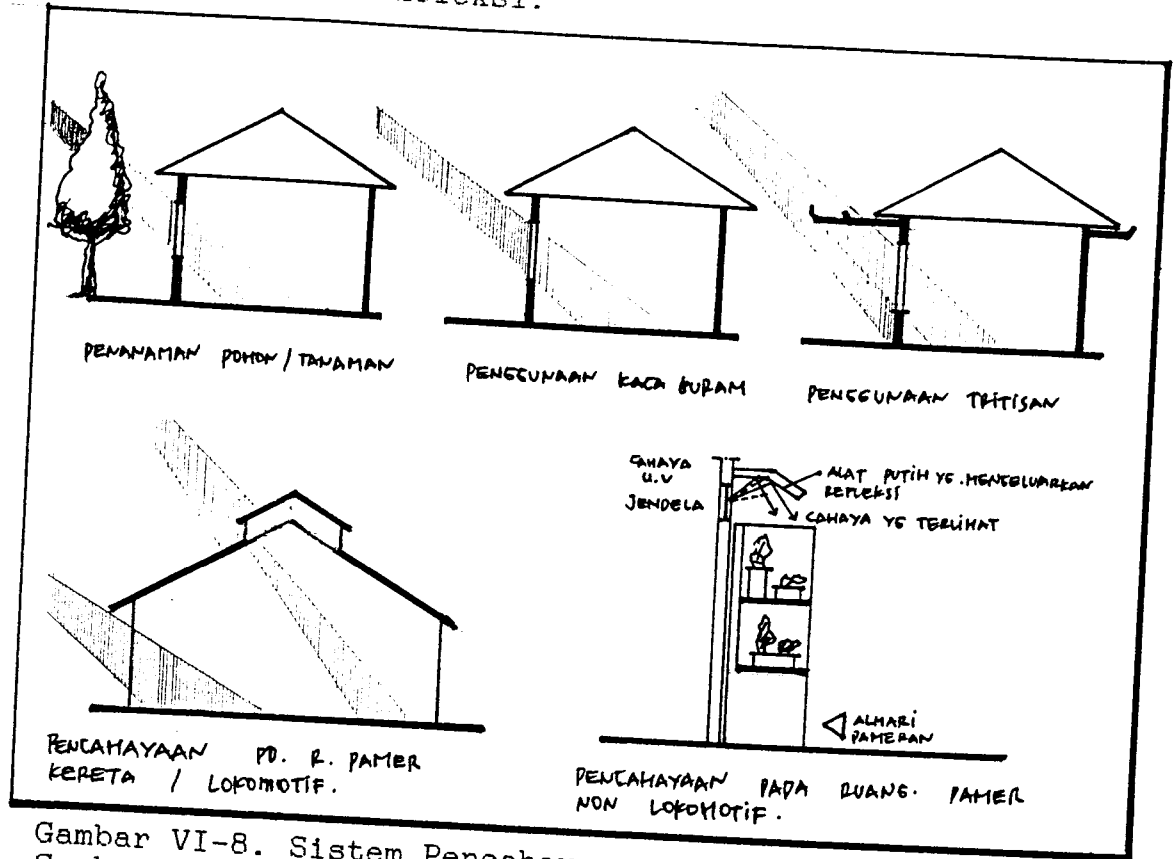 PENANAMAN POHON / TANAMAN
PENGGUNAAN KACA BURAM
PENGGUNAAN TRITISAN
CAHAYA
U.V
JENDELA
ALAT PUTIH YG. MENGELUARKAN
REFLEKSI
CAHAYA YG TERLIHAT
ALMARI
PAMERAN
PENCAHAYAAN PD. R. PAMER
KERETA / LOKOMOTIF.
PENCAHAYAAN PADA RUANG. PAMER
NON LOKOMOTIF.
Gambar VI-8. Sistem